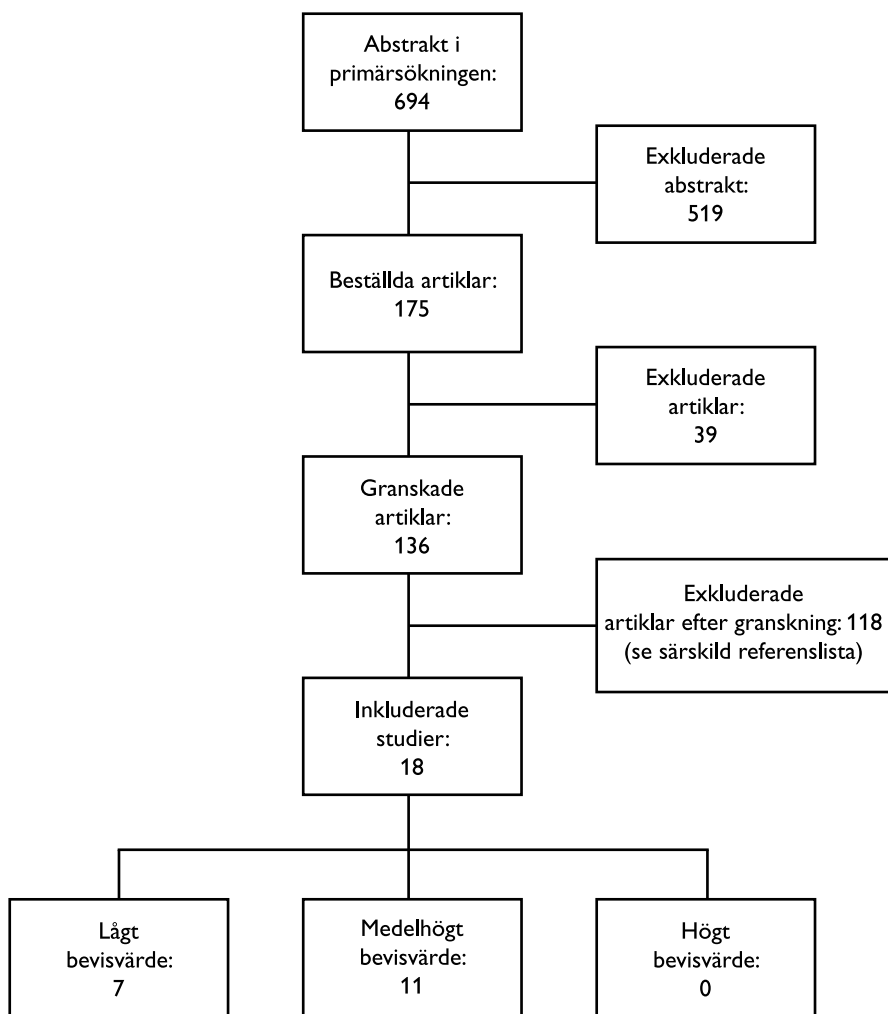 Abstrakt i
primärsökningen:
694
Exkluderade
abstrakt:
519
Beställda artiklar:
175
Exkluderade
artiklar:
39
Granskade
artiklar:
136
Exkluderade
artiklar efter granskning: 118
(se särskild referenslista)
Inkluderade
studier:
18
Lågt
bevisvärde:
7
Medelhögt
bevisvärde:
11
Högt
bevisvärde:
0